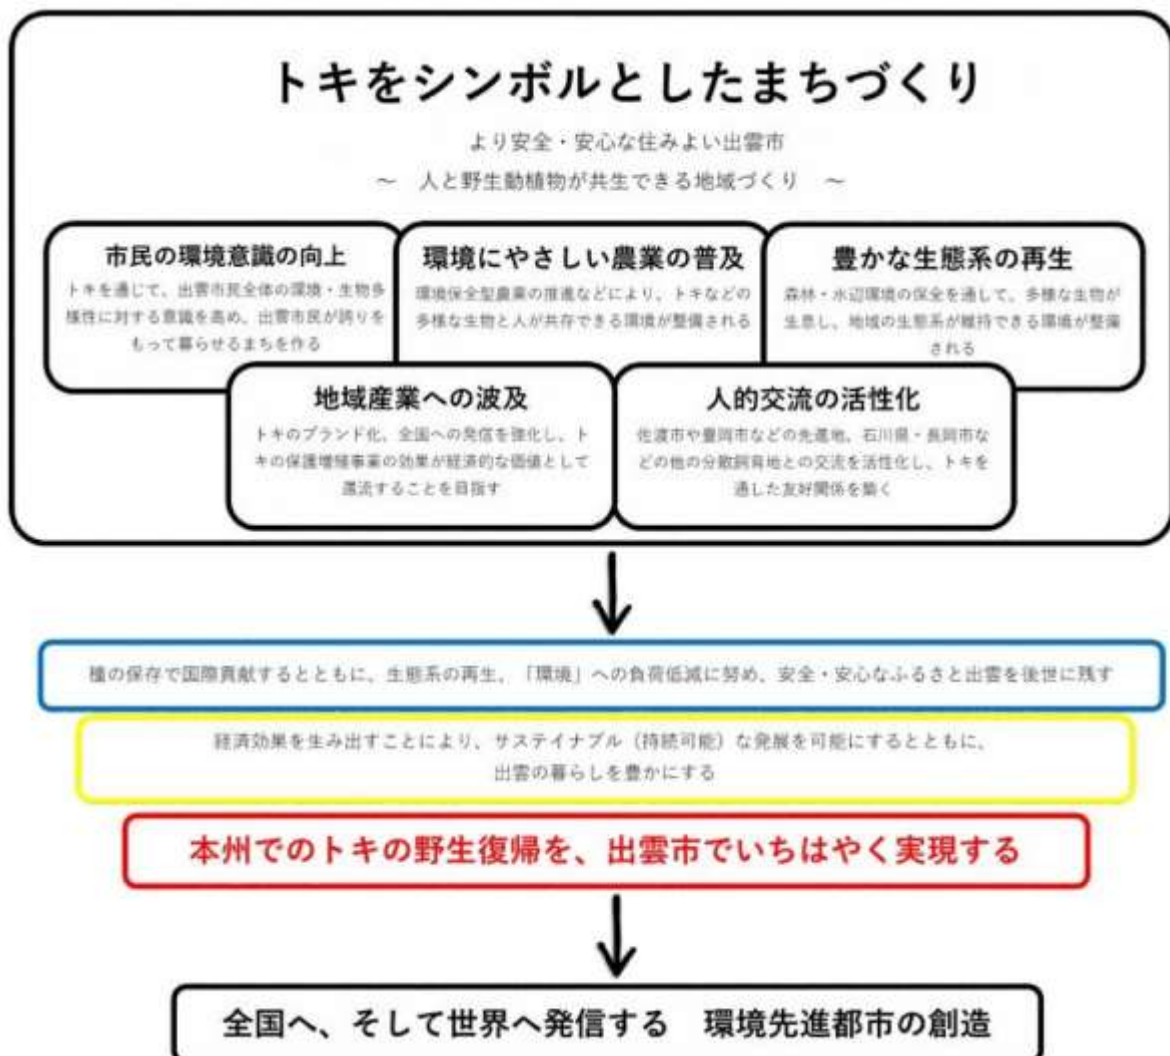 トキをシンボルとしたまちづくり
より安全・安心な住みよい出雲市
～　人と野生動植物が共生できる地域づくり　～
市民の環境意識の向上
トキを通じて、出雲市民全体の環境・生物多
様性に対する意識を高め、出雲市民が誇りを
もって暮らせるまちを作る
環境にやさしい農業の普及
環境保全型農業の推進などにより、トキなどの
多様な生物と人が共存できる環境が整備される
豊かな生態系の再生
森林・水辺環境の保全を通して、多様な生物が
生息し、地域の生態系が維持できる環境が整備
される
地域産業への波及
トキのブランド化、全国への発信を強化し、ト
キの保護増殖事業の効果が経済的な価値として
還流することを目指す
人的交流の活性化
佐渡市や豊岡市などの先進地、石川県・長岡市な
どの他の分散飼育地との交流を活性化し、トキを
通した友好関係を築く
種の保存で国際貢献するとともに、生態系の再生、「環境」への負荷低減に努め、安全・安心なふるさと出雲を後世に残す
経済効果を生み出すことにより、サステイナブル（持続可能）な発展を可能にするとともに、
出雲の暮らしを豊かにする
本州でのトキの野生復帰を、出雲市でいちはやく実現する
全国へ、そして世界へ発信する　環境先進都市の創造